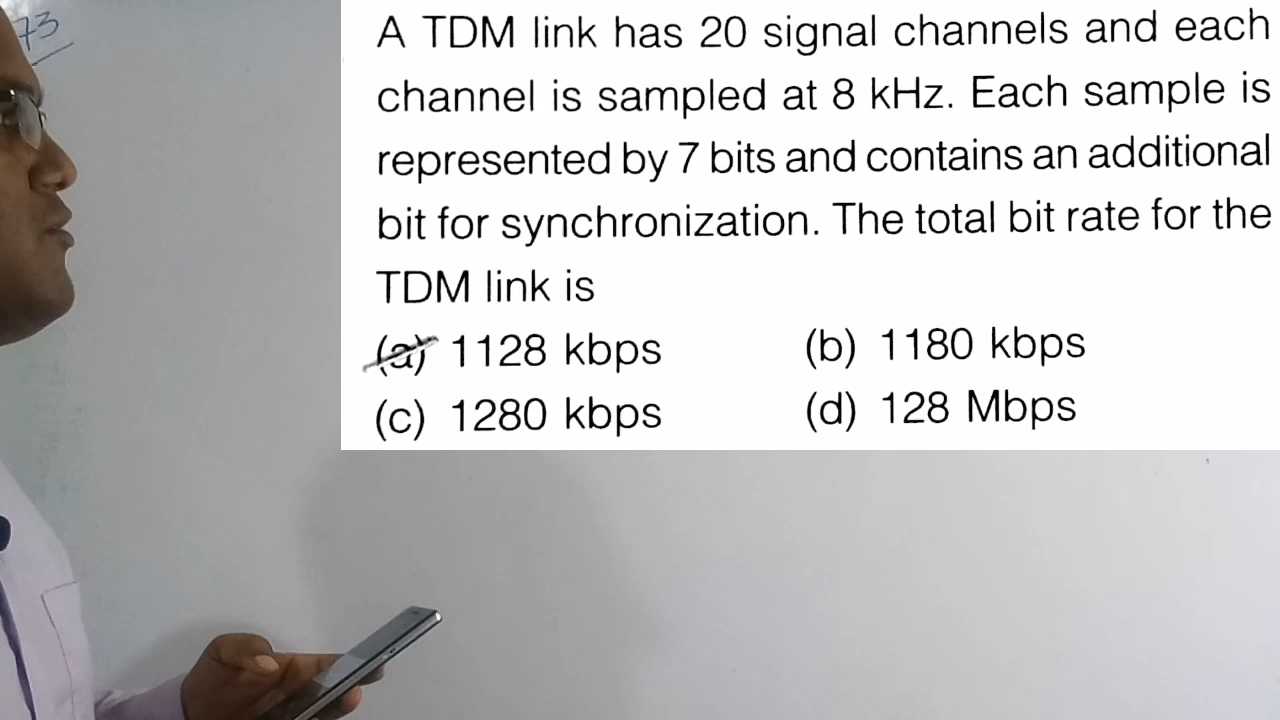 73
A TDM link has 20 signal channels and each
channel is sampled at 8 kHz. Each sample is
represented by 7 bits and contains an additional
bit for synchronization. The total bit rate for the
TDM link is
(a) 1128 kbps (b) 1180 kbps
(c) 1280 kbps (d) 128 Mbps